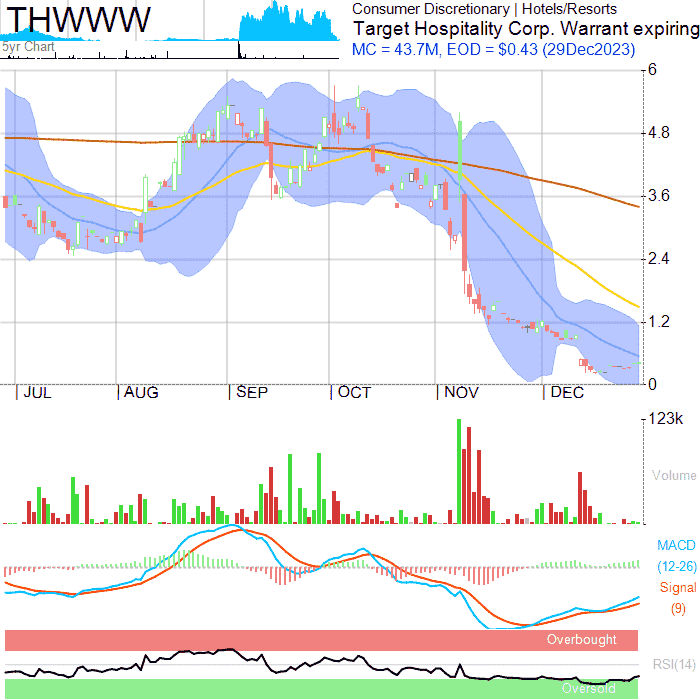 THWWW
5yr Chart
Consumer Discretionary | Hotels/Resorts
Target Hospitality Corp. Warrant expiring
MC = 43.7M, EOD = $0.43 (29Dec2023)
6
4.8
3.6
2.4
1.2
0
JUL AUG SEP OCT NOV DEC
123k
Volume
MACD
(12-26)
Signal
(9)
Overbought
RSI(14)
Oversold